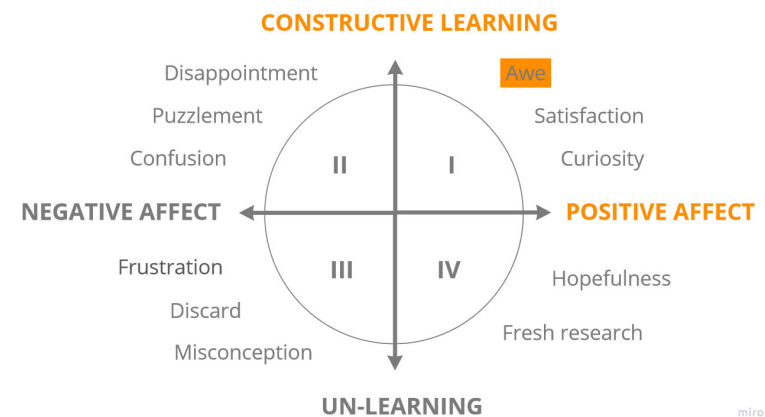 CONSTRUCTIVE LEARNING
Disappointment
Awe
Puzzlement
Satisfaction
Confusion
Curiosity
II
I
NEGATIVE AFFECT
POSITIVE AFFECT
Frustration
III
IV
Hopefulness
Discard
Fresh research
Misconception
UN-LEARNING
miro